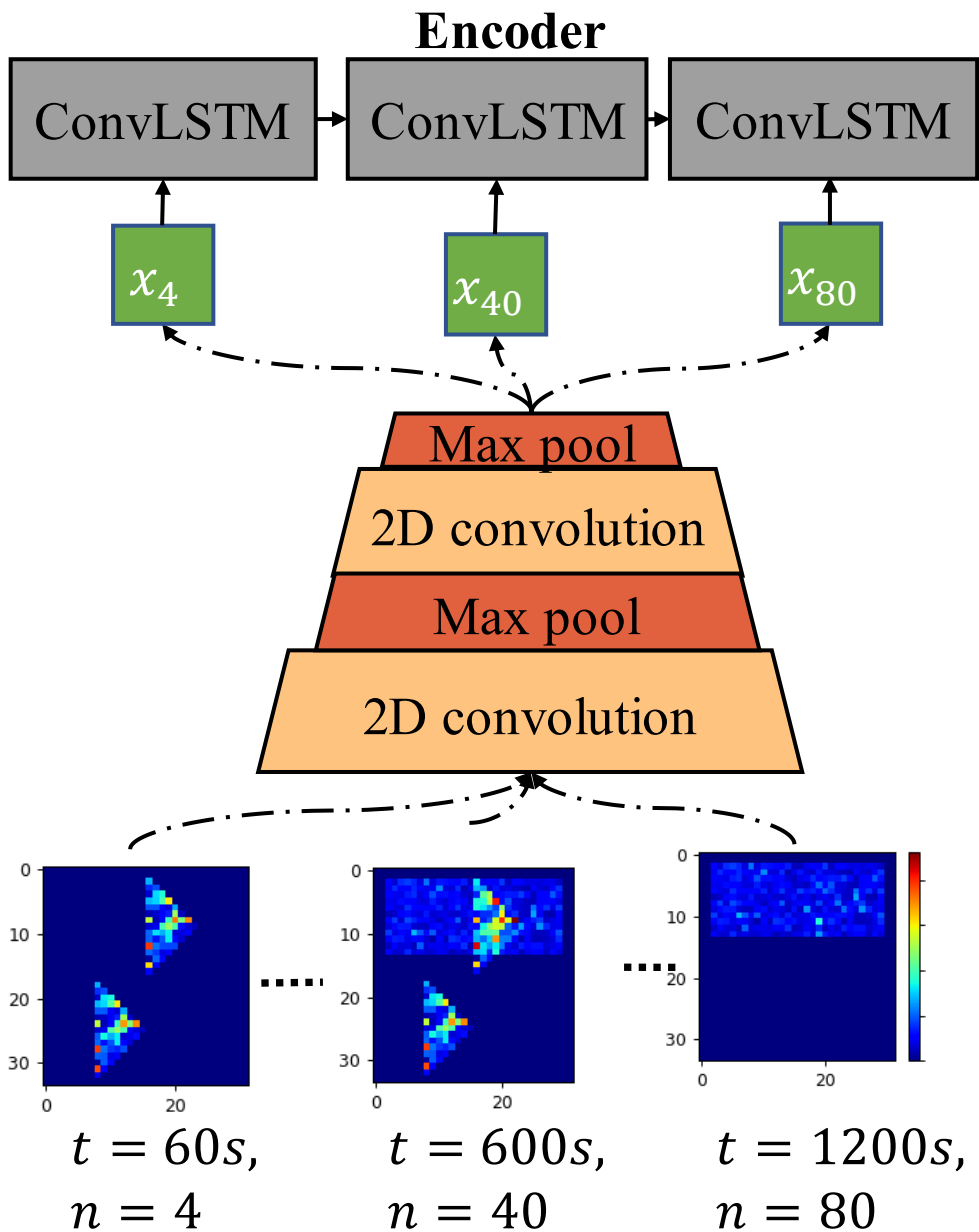 Encoder
ConvLSTM ConvLSTM ConvLSTM
x₄ x₄₀ x₈₀
Max pool
2D convolution
Max pool
2D convolution
0 10 20 30 0 20
0 10 20 30 0 20
0 10 20 30 0 20
t = 60s, t = 600s, t = 1200s,
n = 4 n = 40 n = 80